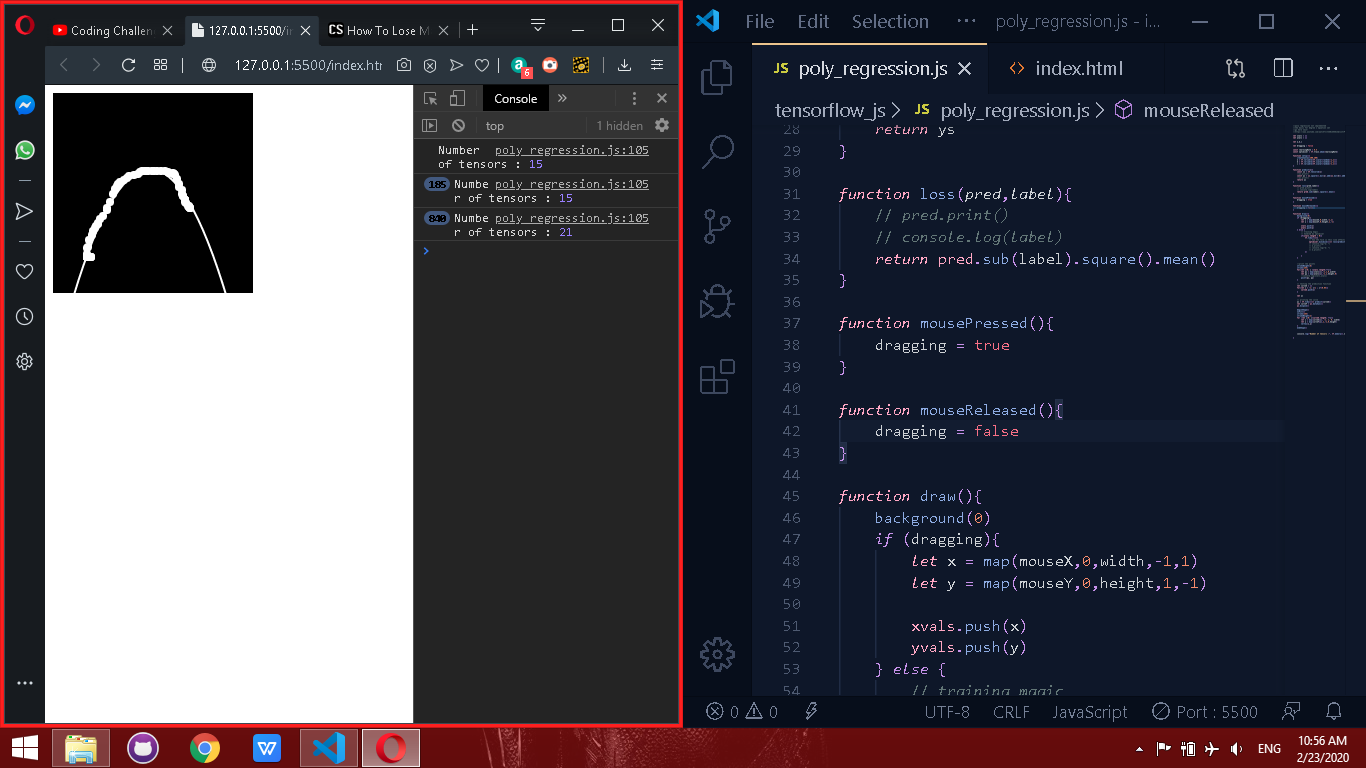 Coding Challen
127.0.0.1:5500/in
CS How To Lose M
127.0.0.1:5500/index.htr
6
Console
top
1 hidden
Number poly_regression.js:105
of tensors : 15
185 Numbe poly_regression.js:105
r of tensors : 15
840 Numbe poly_regression.js:105
r of tensors : 21
File Edit Selection ··· poly_regression.js - i...
JS poly_regression.js
index.html
tensorflow_js > JS poly_regression.js > mouseReleased
28 return ys
29 }
30
31 function loss(pred,label){
32 // pred.print()
33 // console.log(label)
34 return pred.sub(label).square().mean()
35 }
36
37 function mousePressed(){
38 dragging = true
39 }
40
41 function mouseReleased(){
42 dragging = false
43 }
44
45 function draw(){
46 background(0)
47 if (dragging){
48 let x = map(mouseX,0,width,-1,1)
49 let y = map(mouseY,0,height,1,-1)
50
51 xvals.push(x)
52 yvals.push(y)
53 } else {
54 // training magic
0 0 UTF-8 CRLF JavaScript Port : 5500
W
ENG
10:56 AM
2/23/2020